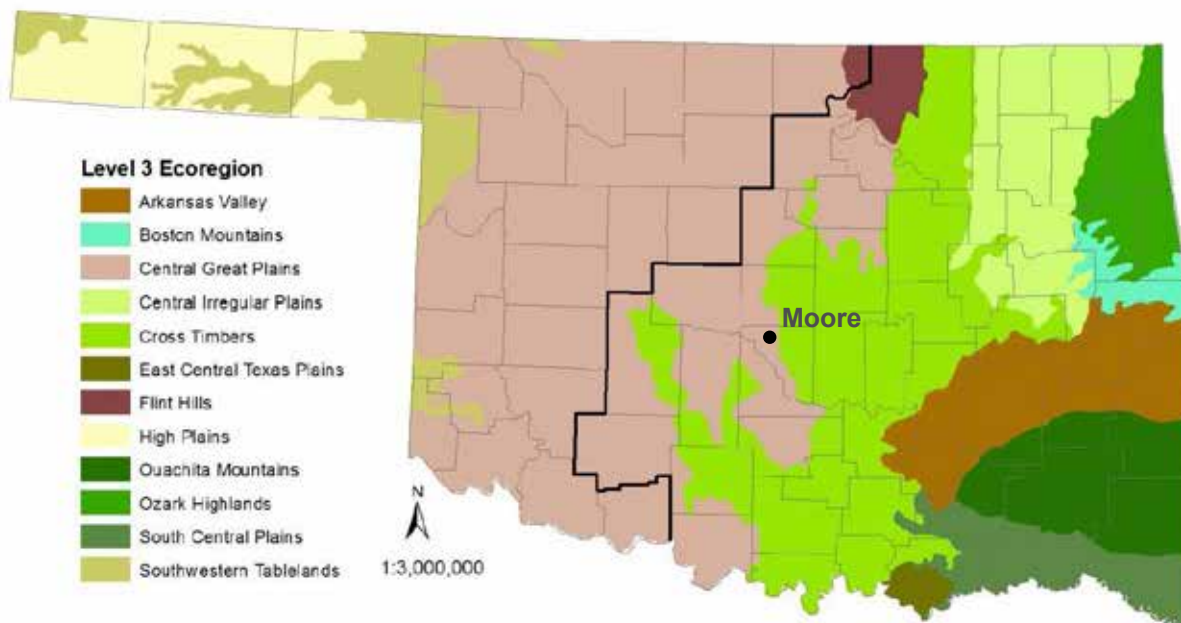 Level 3 Ecoregion
Arkansas Valley
Boston Mountains
Central Great Plains
Central Irregular Plains
Cross Timbers
East Central Texas Plains
Flint Hills
High Plains
Ouachita Mountains
Ozark Highlands
South Central Plains
Southwestern Tablelands
N
1:3,000,000
Moore